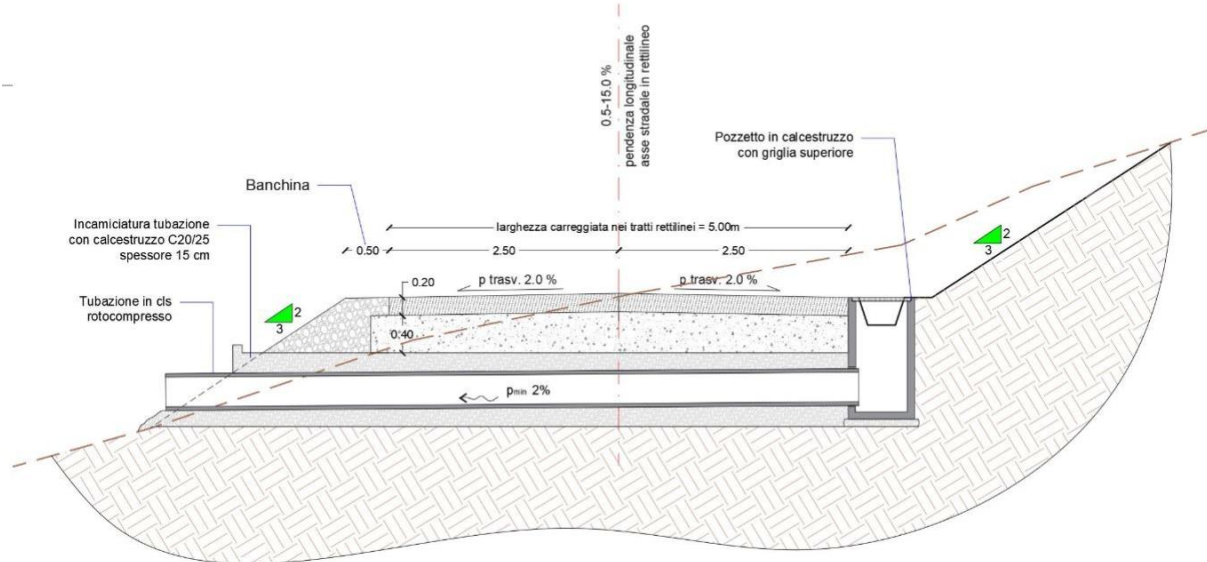 0.5-15.0 %
pendenza longitudinale
asse stradale in rettilineo
Pozzetto in calcestruzzo
con griglia superiore
Banchina
Incamiciatura tubazione
con calcestruzzo C20/25
spessore 15 cm
larghezza carreggiata nei tratti rettilinei = 5.00m
0.50
2.50
2.50
2
3
p trasv. 2.0 %
p trasv. 2.0 %
0.20
Tubazione in cls
rotocompresso
2
3
0.40
pmin 2%